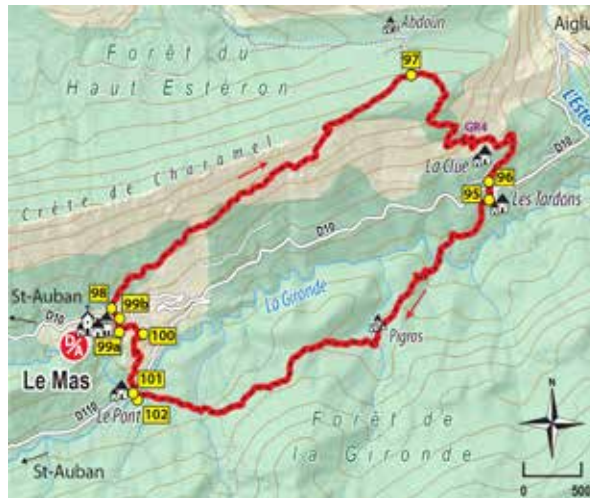 Abdoun
Aiglu
Forêt du
Haut Estéron
97
L'Ester
GR4
La Clue
Crête de Charamel
96
D10
95
Les Tardons
D10
St-Auban
98
99b
La Gironde
D10
100
99a
D/A
Pigros
Le Mas
101
Le Pont
102
D110
Forêt de
la Gironde
N
St-Auban
0 500